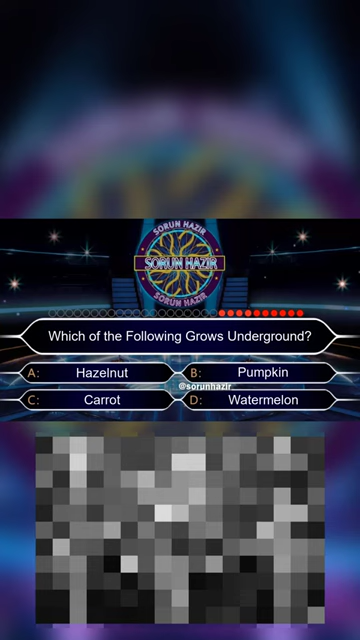 SORUN HAZIR
SORUN HAZIR
SORUN HAZIR
Which of the Following Grows Underground?
A: Hazelnut
B: Pumpkin
@sorunhazir
C: Carrot
D: Watermelon